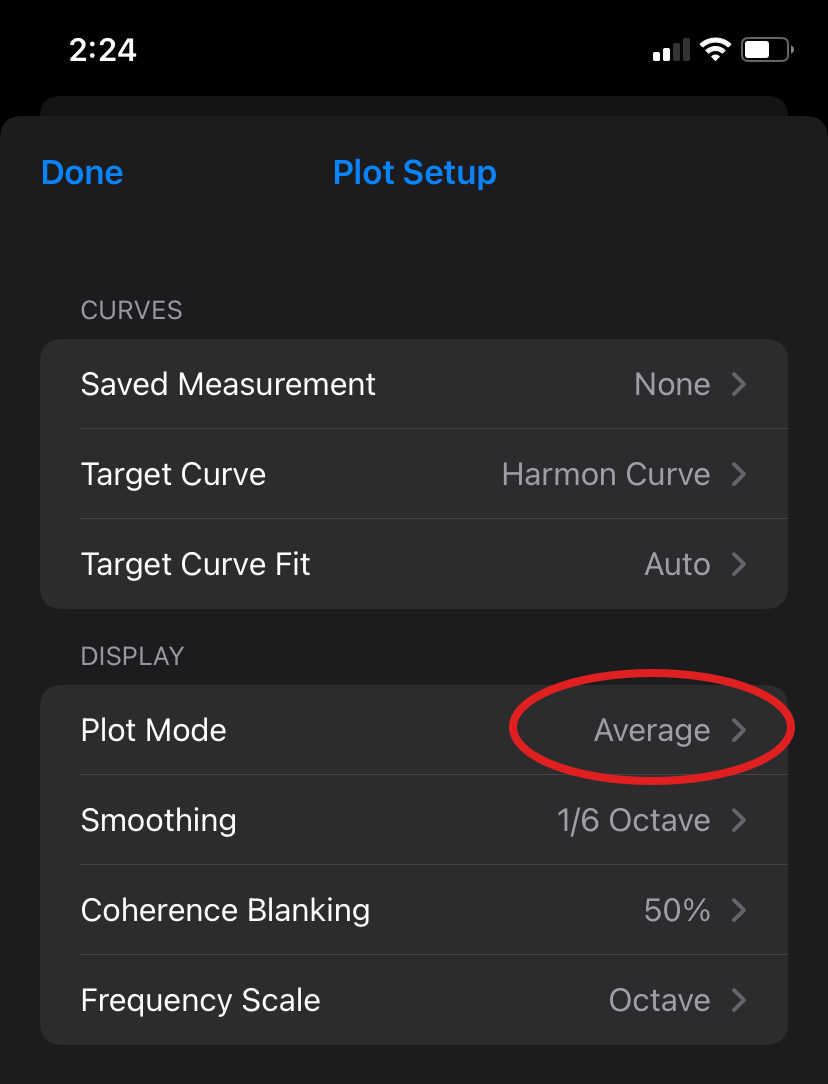 2:24
Done Plot Setup
CURVES
Saved Measurement None
Target Curve Harmon Curve
Target Curve Fit Auto
DISPLAY
Plot Mode Average
Smoothing 1/6 Octave
Coherence Blanking 50%
Frequency Scale Octave